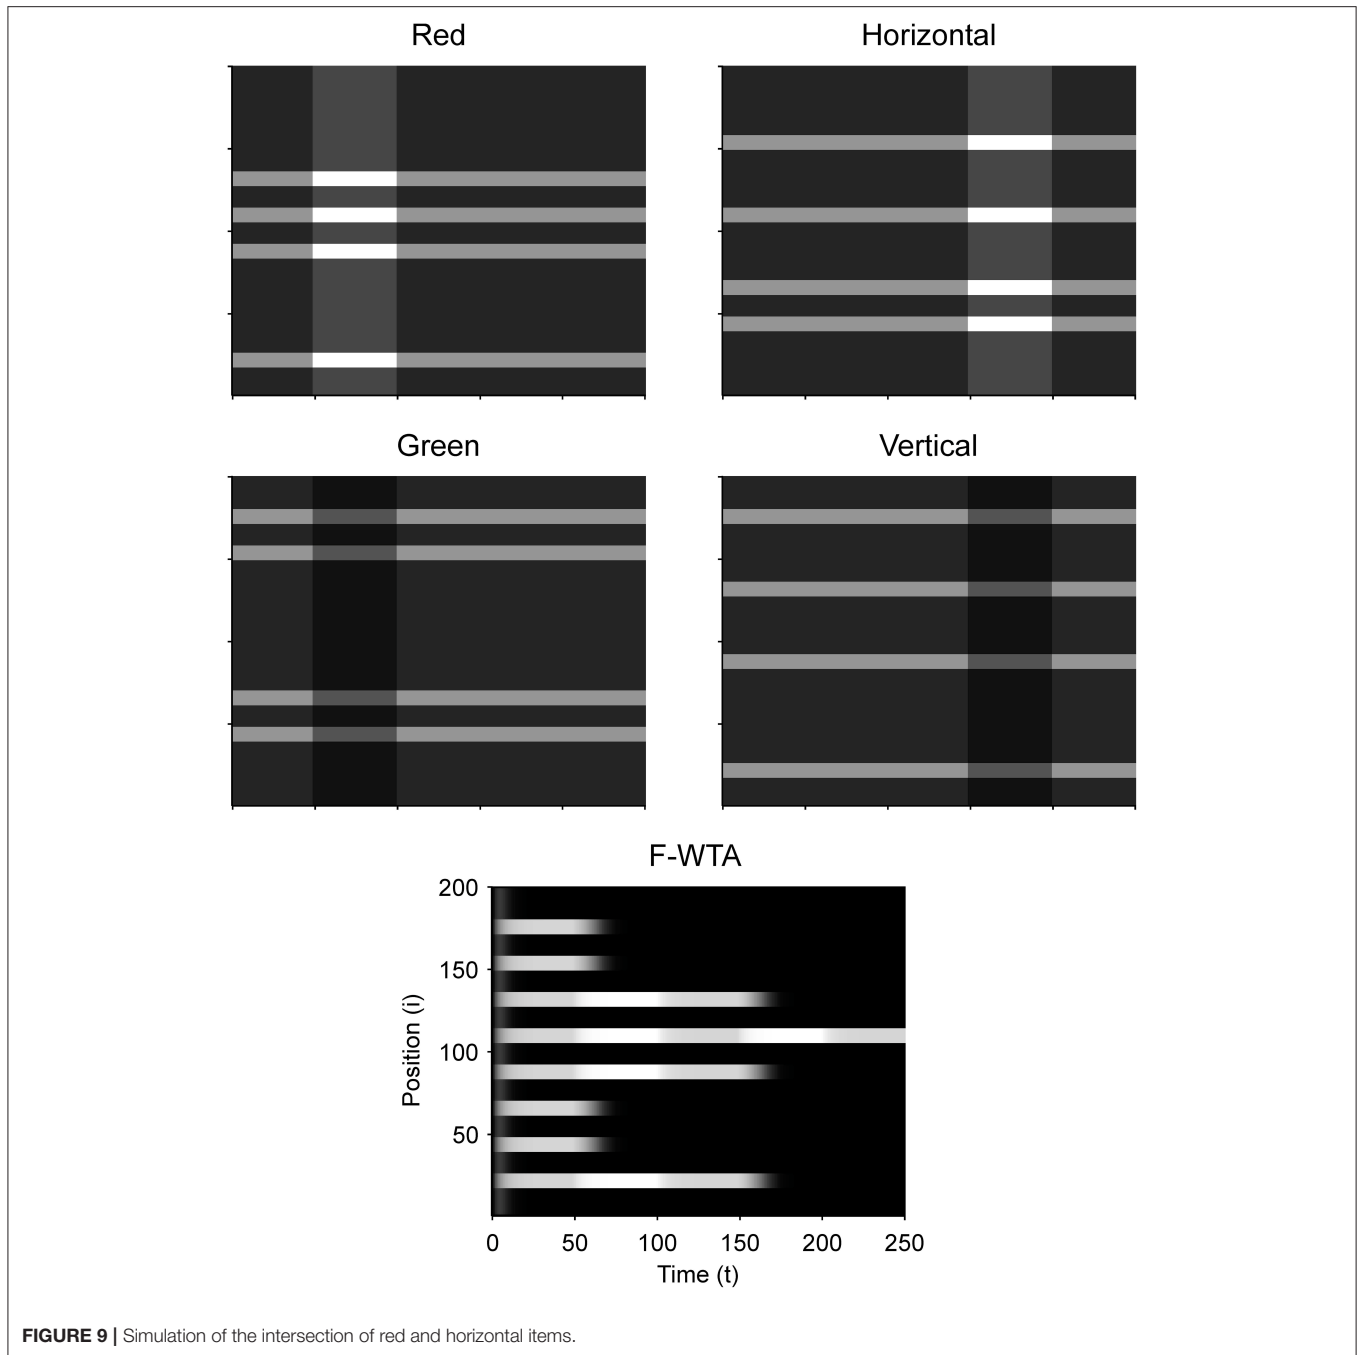 Red
Horizontal
Green
Vertical
F-WTA
200
150
100
50
Position (i)
0 50 100 150 200 250
Time (t)
FIGURE 9 | Simulation of the intersection of red and horizontal items.